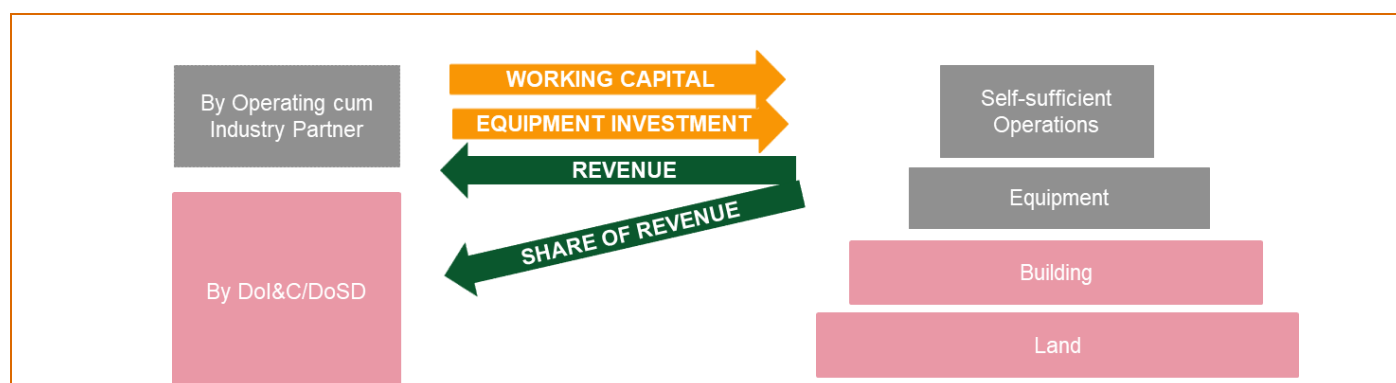 By Operating cum
Industry Partner
By DoI&C/DoSD
WORKING CAPITAL
EQUIPMENT INVESTMENT
REVENUE
SHARE OF REVENUE
Self-sufficient
Operations
Equipment
Building
Land